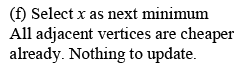 (f) Select x as next minimum
All adjacent vertices are cheaper
already. Nothing to update.